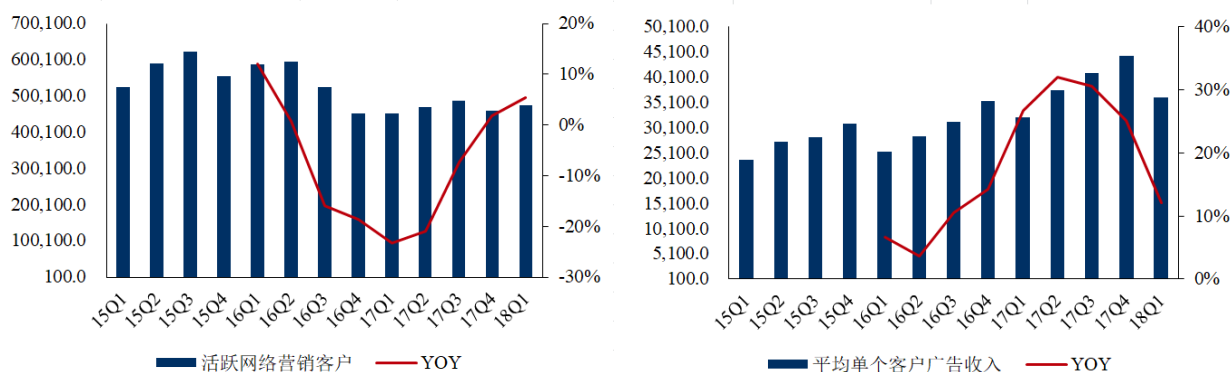 700,100.0
600,100.0
500,100.0
400,100.0
300,100.0
200,100.0
100,100.0
100.0
20%
10%
0%
-10%
-20%
-30%
15Q1
15Q2
15Q3
15Q4
16Q1
16Q2
16Q3
16Q4
17Q1
17Q2
17Q3
17Q4
18Q1
活跃网络营销客户
YOY
50,100.0
45,100.0
40,100.0
35,100.0
30,100.0
25,100.0
20,100.0
15,100.0
10,100.0
5,100.0
100.0
40%
30%
20%
10%
0%
15Q1
15Q2
15Q3
15Q4
16Q1
16Q2
16Q3
16Q4
17Q1
17Q2
17Q3
17Q4
18Q1
平均单个客户广告收入
YOY